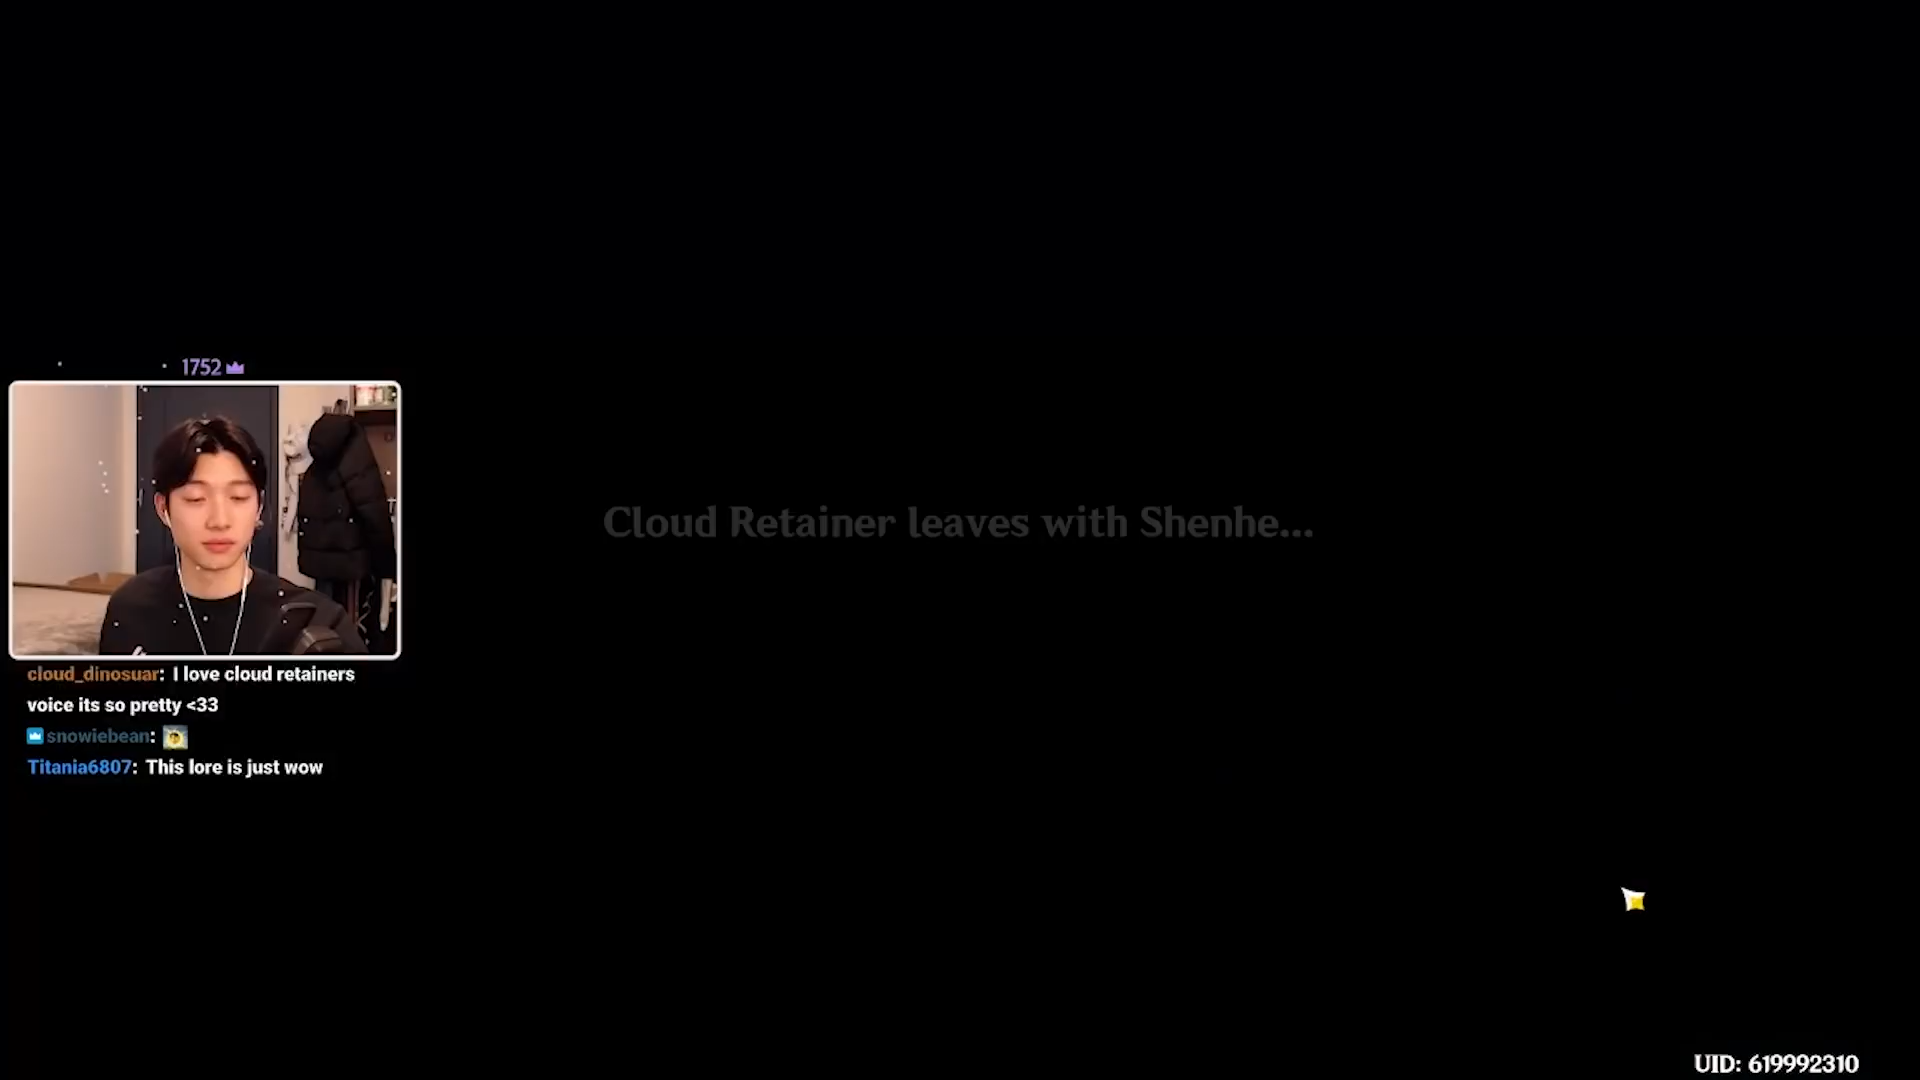 1752
Cloud Retainer leaves with Shenhe...
cloud_dinosuar: I love cloud retainers
voice its so pretty <33
snowiebean:
Titania6807: This lore is just wow
UID: 619992310